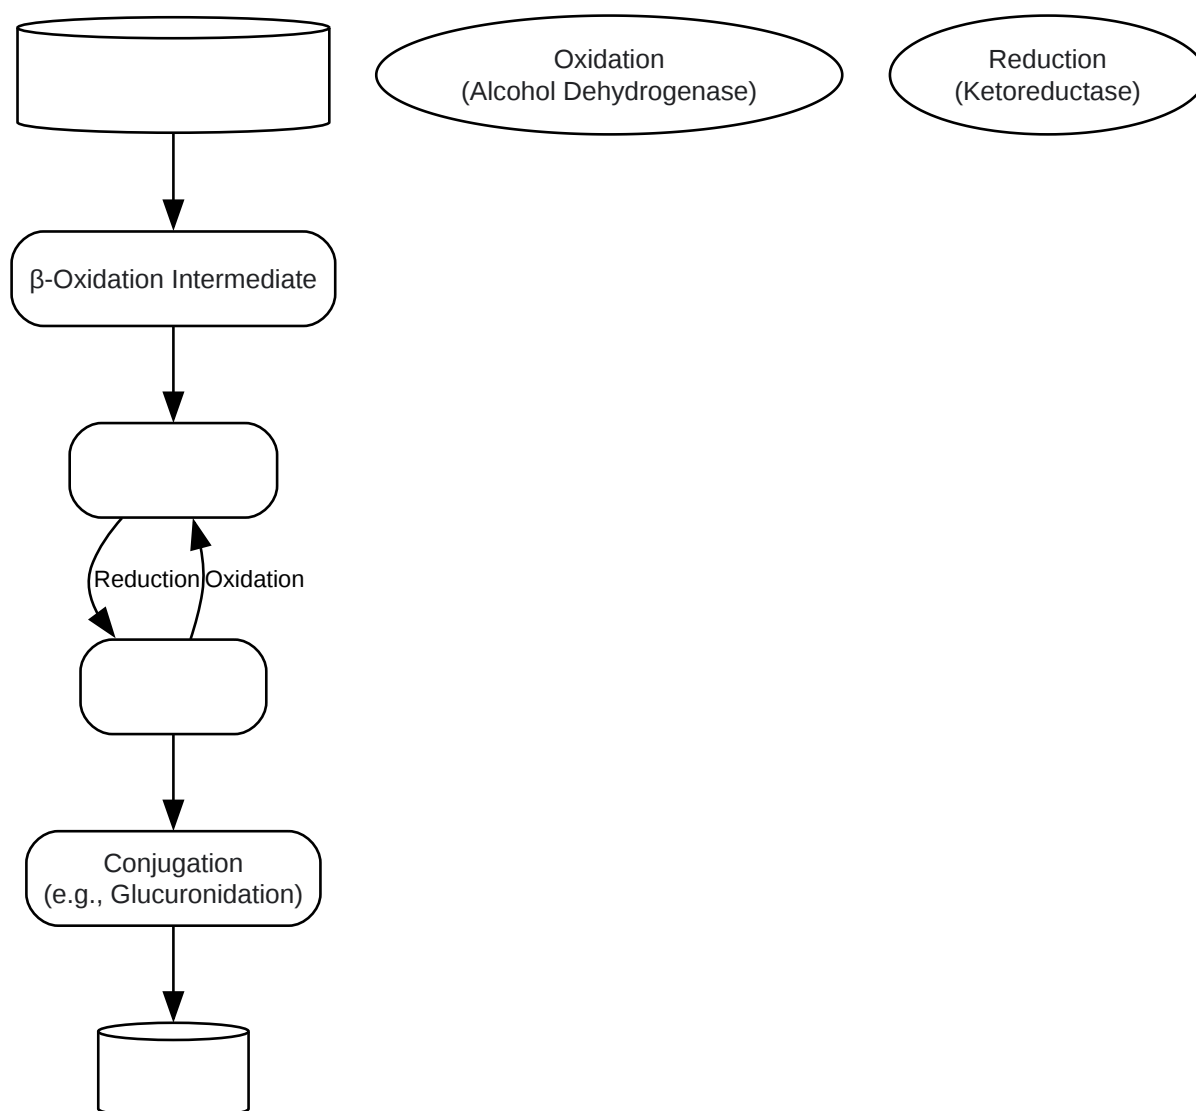 Oxidation
(Alcohol Dehydrogenase)
Reduction
(Ketoreductase)
β-Oxidation Intermediate
Reduction
Oxidation
Conjugation
(e.g., Glucuronidation)